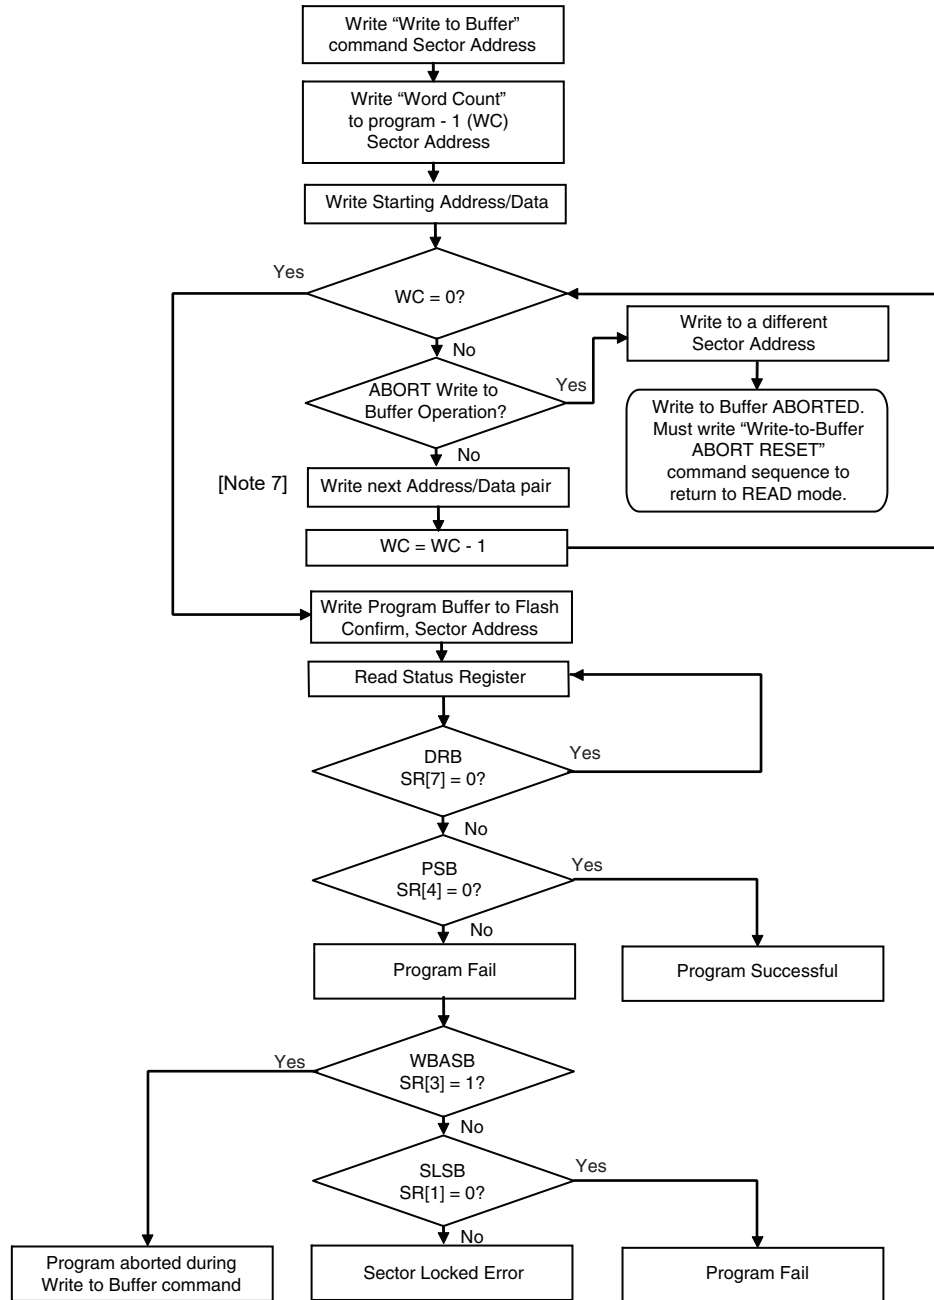 Write “Write to Buffer”
command Sector Address
Write “Word Count”
to program - 1 (WC)
Sector Address
Write Starting Address/Data
Yes
WC = 0?
No
Write to a different
Sector Address
ABORT Write to
Buffer Operation?
Yes
Write to Buffer ABORTED.
Must write “Write-to-Buffer
ABORT RESET”
command sequence to
return to READ mode.
No
[Note 7]
Write next Address/Data pair
WC = WC - 1
Write Program Buffer to Flash
Confirm, Sector Address
Read Status Register
DRB
SR[7] = 0?
Yes
No
PSB
SR[4] = 0?
Yes
No
Program Fail
Program Successful
WBASB
SR[3] = 1?
Yes
No
SLSB
SR[1] = 0?
Yes
No
Program aborted during
Write to Buffer command
Sector Locked Error
Program Fail